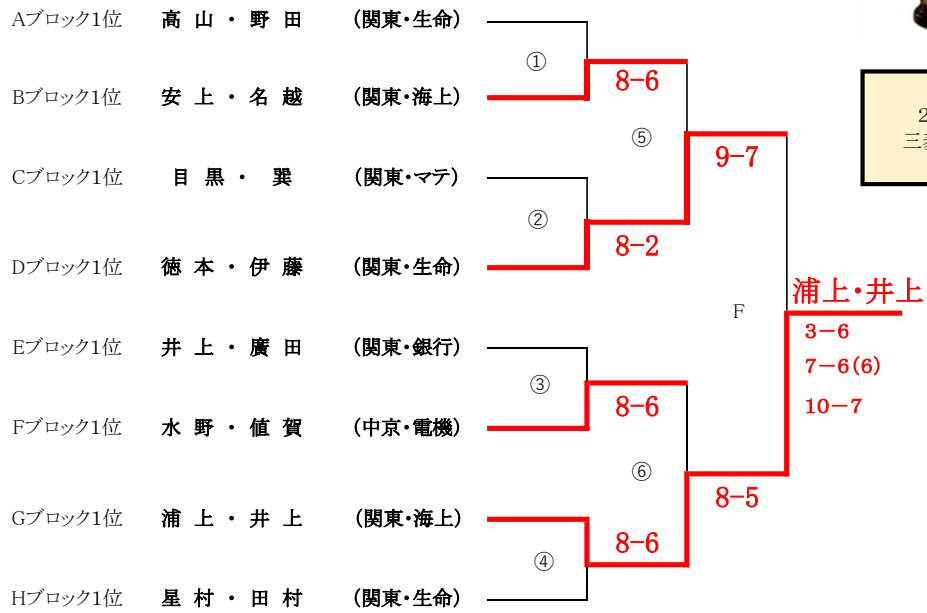 Aブロック1位 高山・野田 (関東・生命)
①
8-6
Bブロック1位 安上・名越 (関東・海上)
⑤
9-7
Cブロック1位 目黒・巽 (関東・マテ)
②
8-2
Dブロック1位 徳本・伊藤 (関東・生命)
浦上・井上
F
3-6
7-6(6)
10-7
Eブロック1位 井上・廣田 (関東・銀行)
③
8-6
Fブロック1位 水野・値賀 (中京・電機)
⑥
8-5
Gブロック1位 浦上・井上 (関東・海上)
8-6
④
Hブロック1位 星村・田村 (関東・生命)
2